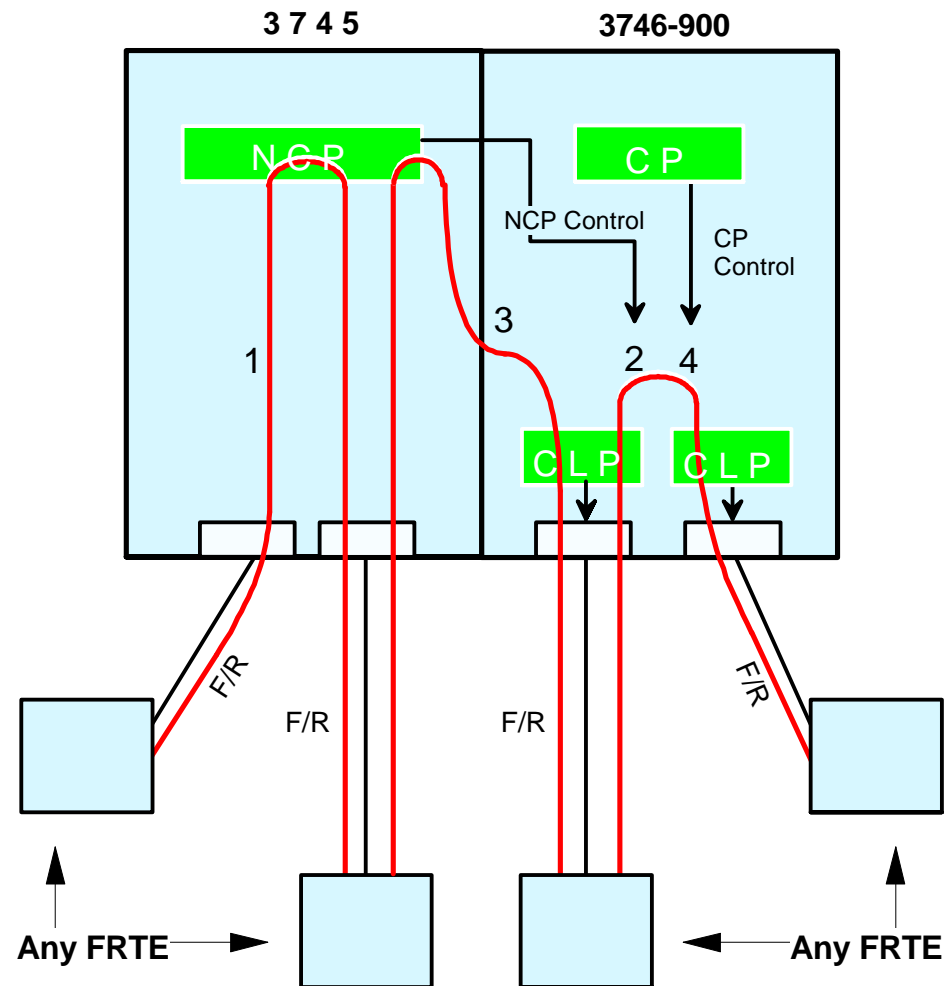 3 7 4 5
3746-900
N C P
C P
NCP Control
CP
Control
3
1
2
4
C L P
C L P
F/R
F/R
F/R
F/R
Any FRTE
Any FRTE